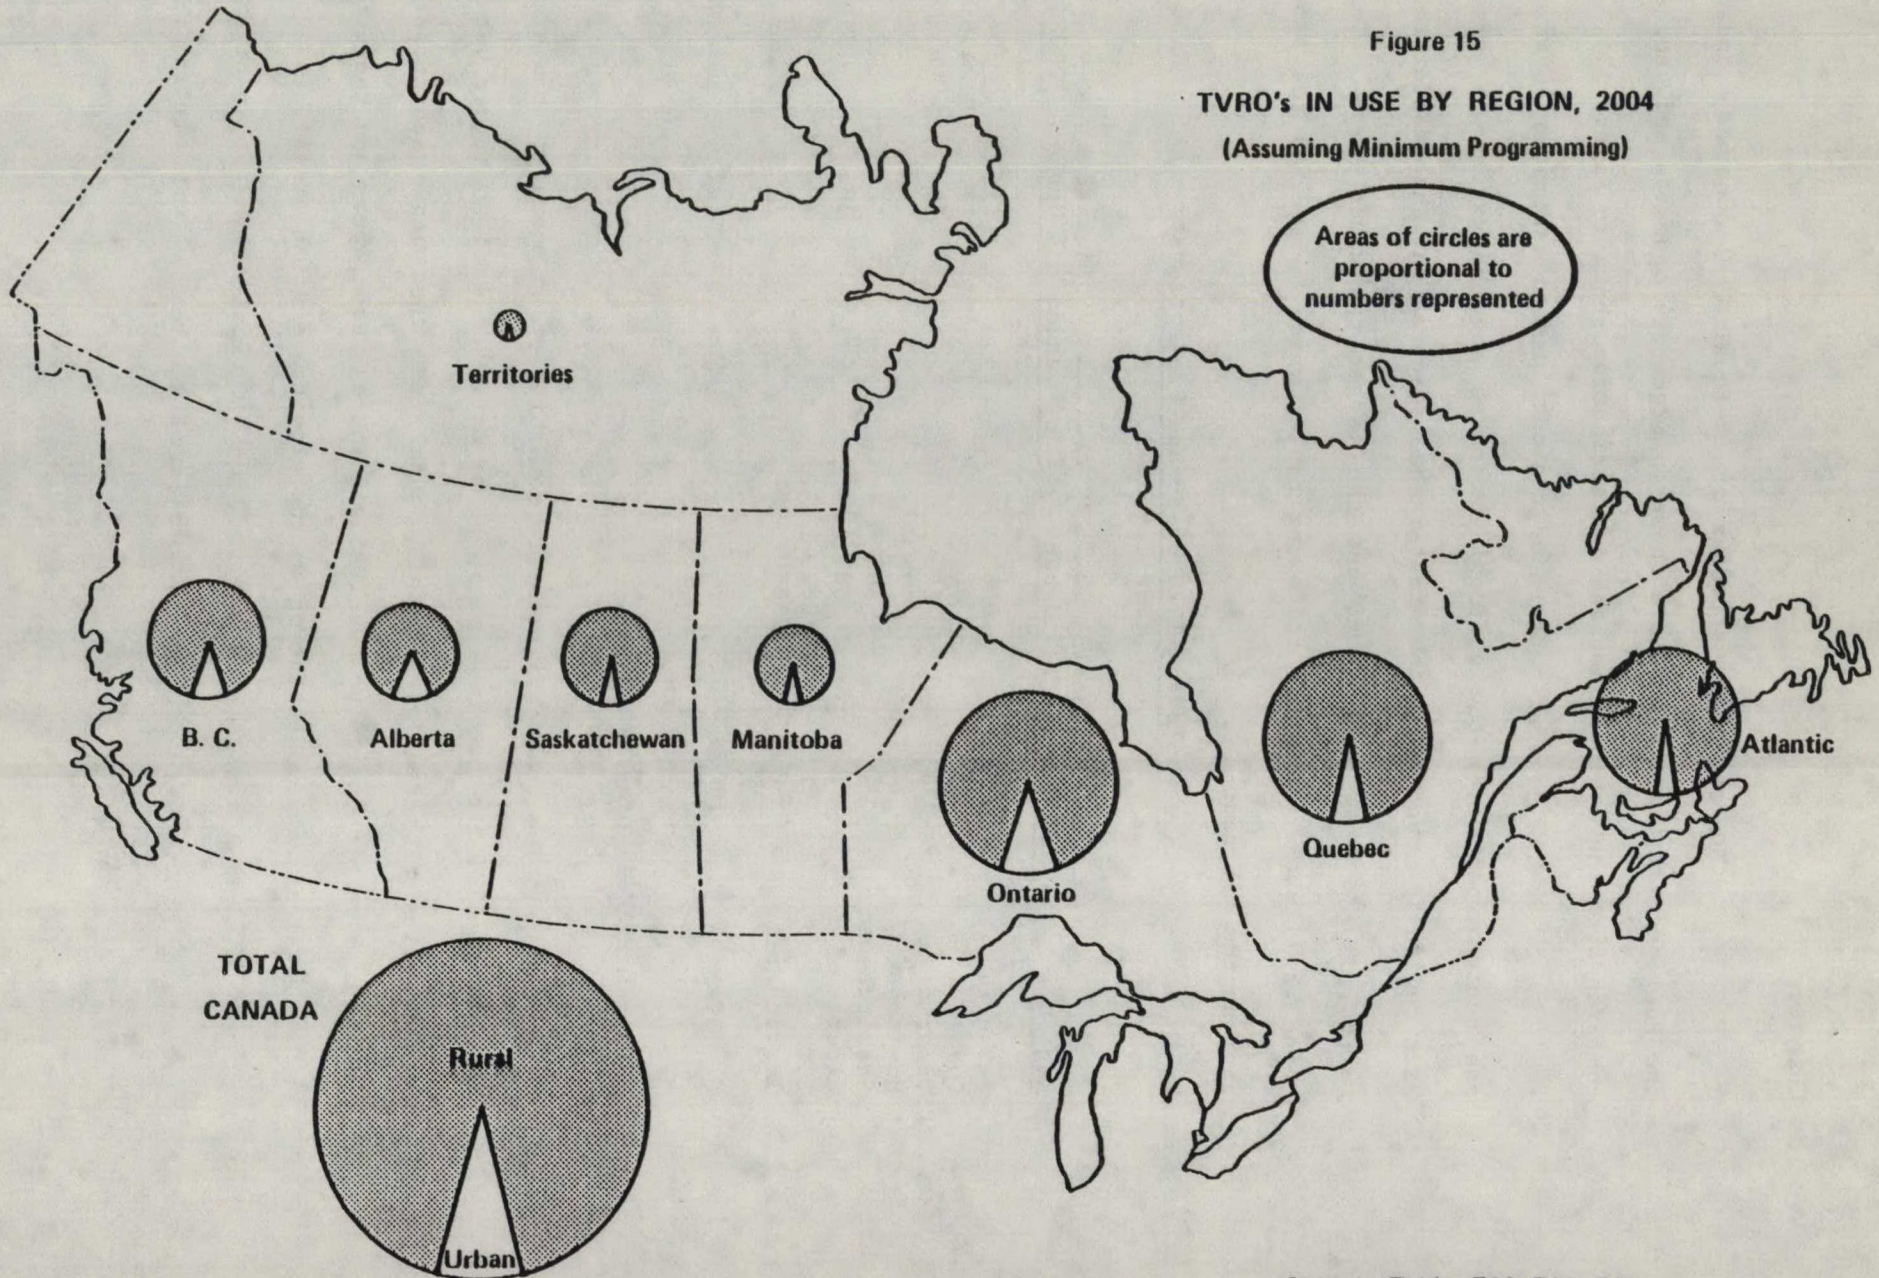 Figure 15
TVRO's IN USE BY REGION, 2004
(Assuming Minimum Programming)
Areas of circles are
proportional to
numbers represented
Territories
B. C.
Alberta
Saskatchewan
Manitoba
Ontario
Quebec
Atlantic
TOTAL
CANADA
Rural
Urban